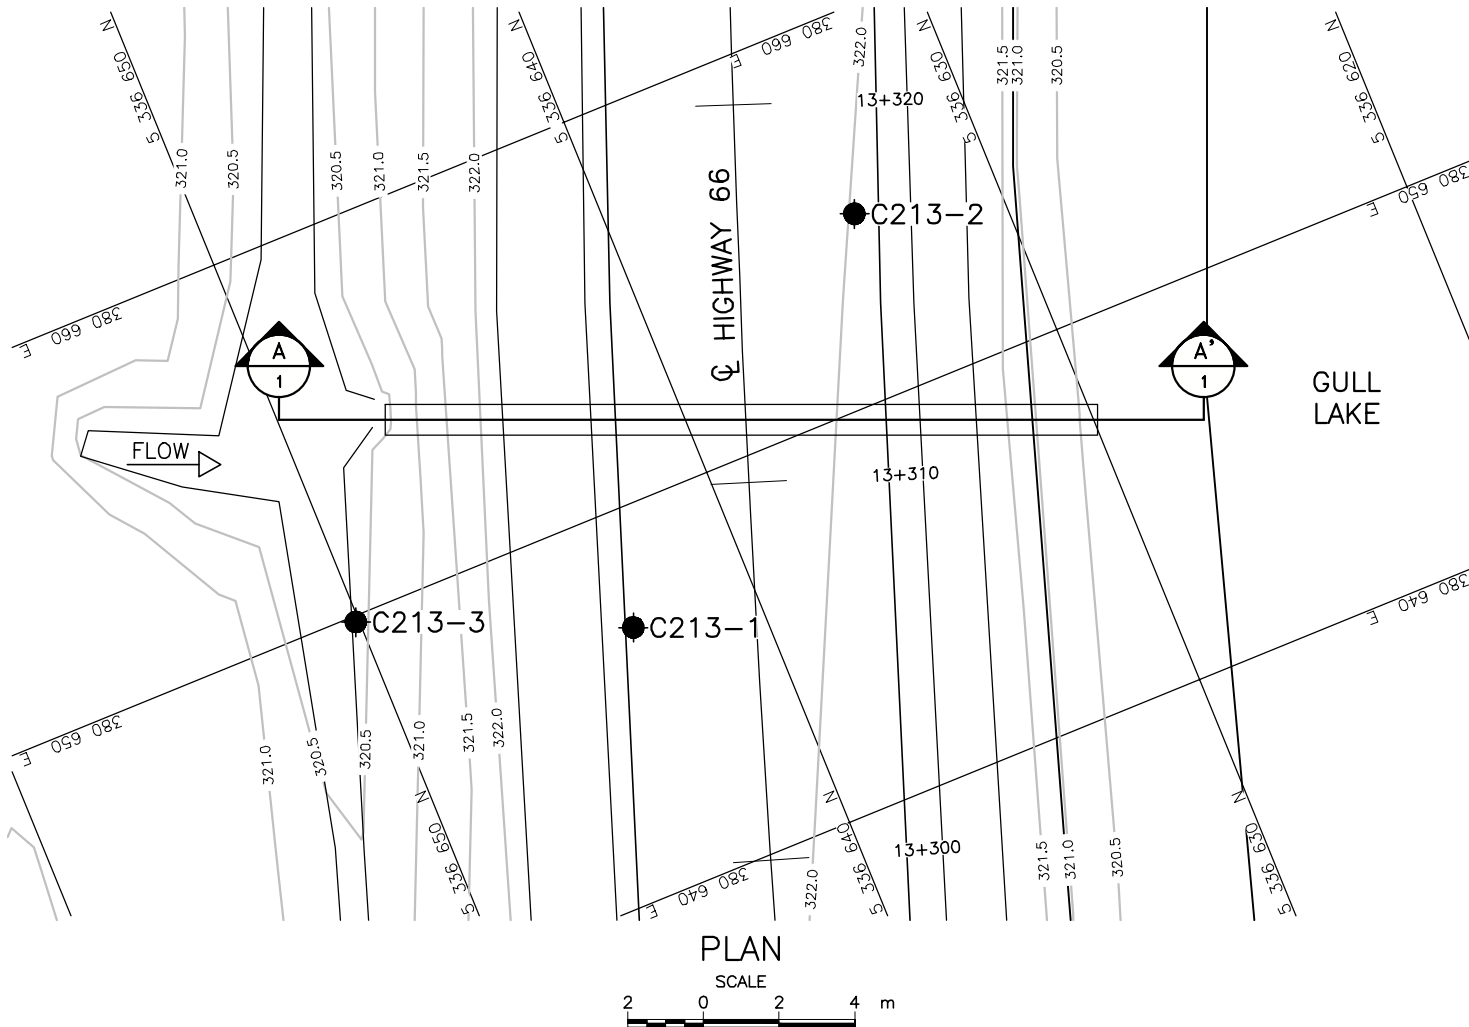 N
5 336 650
N
5 336 640
E 660 380
N
5 336 630
N
5 336 620
322.0
321.5
321.0
320.5
13+320
321.0
320.5
320.5
321.0
321.5
322.0
E 650 380
HIGHWAY 66
C213-2
E 660 380
A
1
A'
1
GULL
LAKE
FLOW
13+310
E 640 380
C213-3
C213-1
E 650 380
321.0
320.5
320.5
321.0
321.5
322.0
N
5 336 650
N
5 336 640
N
5 336 630
13+300
321.5
321.0
320.5
322.0
E 640 380
PLAN
SCALE
2 0 2 4 m